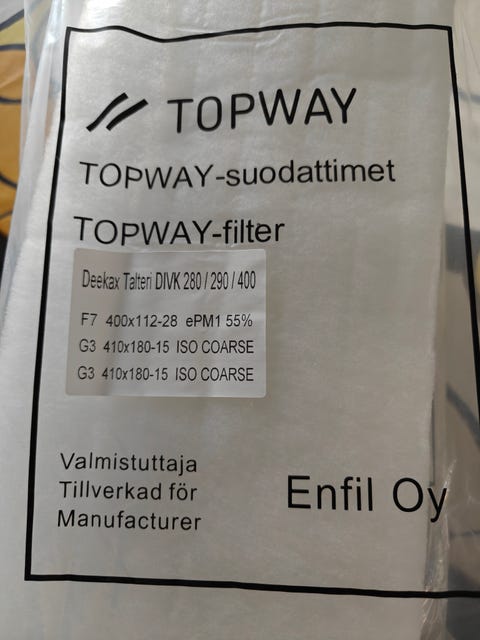 TOPWAY
TOPWAY-suodattimet
TOPWAY-filter
Deekax Talteri DIVK 280 / 290 / 400
F7 400x112-28 ePM1 55%
G3 410x180-15 ISO COARSE
G3 410x180-15 ISO COARSE
Valmistuttaja
Tillverkad för
Manufacturer
Enfil Oy